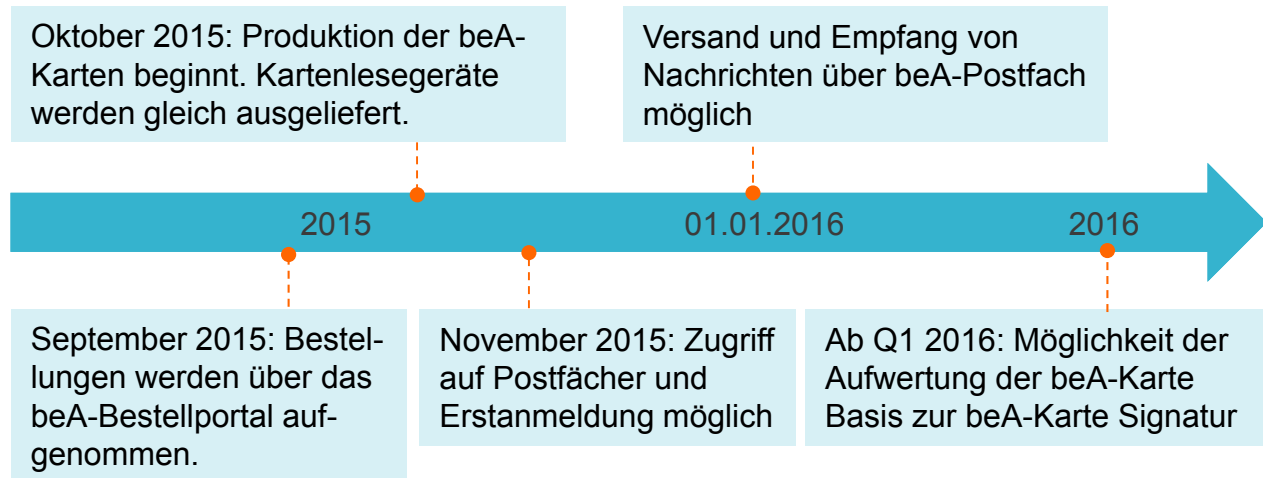 Oktober 2015: Produktion der beA-
Karten beginnt. Kartenlesegeräte
werden gleich ausgeliefert.
Versand und Empfang von
Nachrichten über beA-Postfach
möglich
2015
01.01.2016
2016
September 2015: Bestel-
lungen werden über das
beA-Bestellportal auf-
genommen.
November 2015: Zugriff
auf Postfächer und
Erstanmeldung möglich
Ab Q1 2016: Möglichkeit der
Aufwertung der beA-Karte
Basis zur beA-Karte Signatur